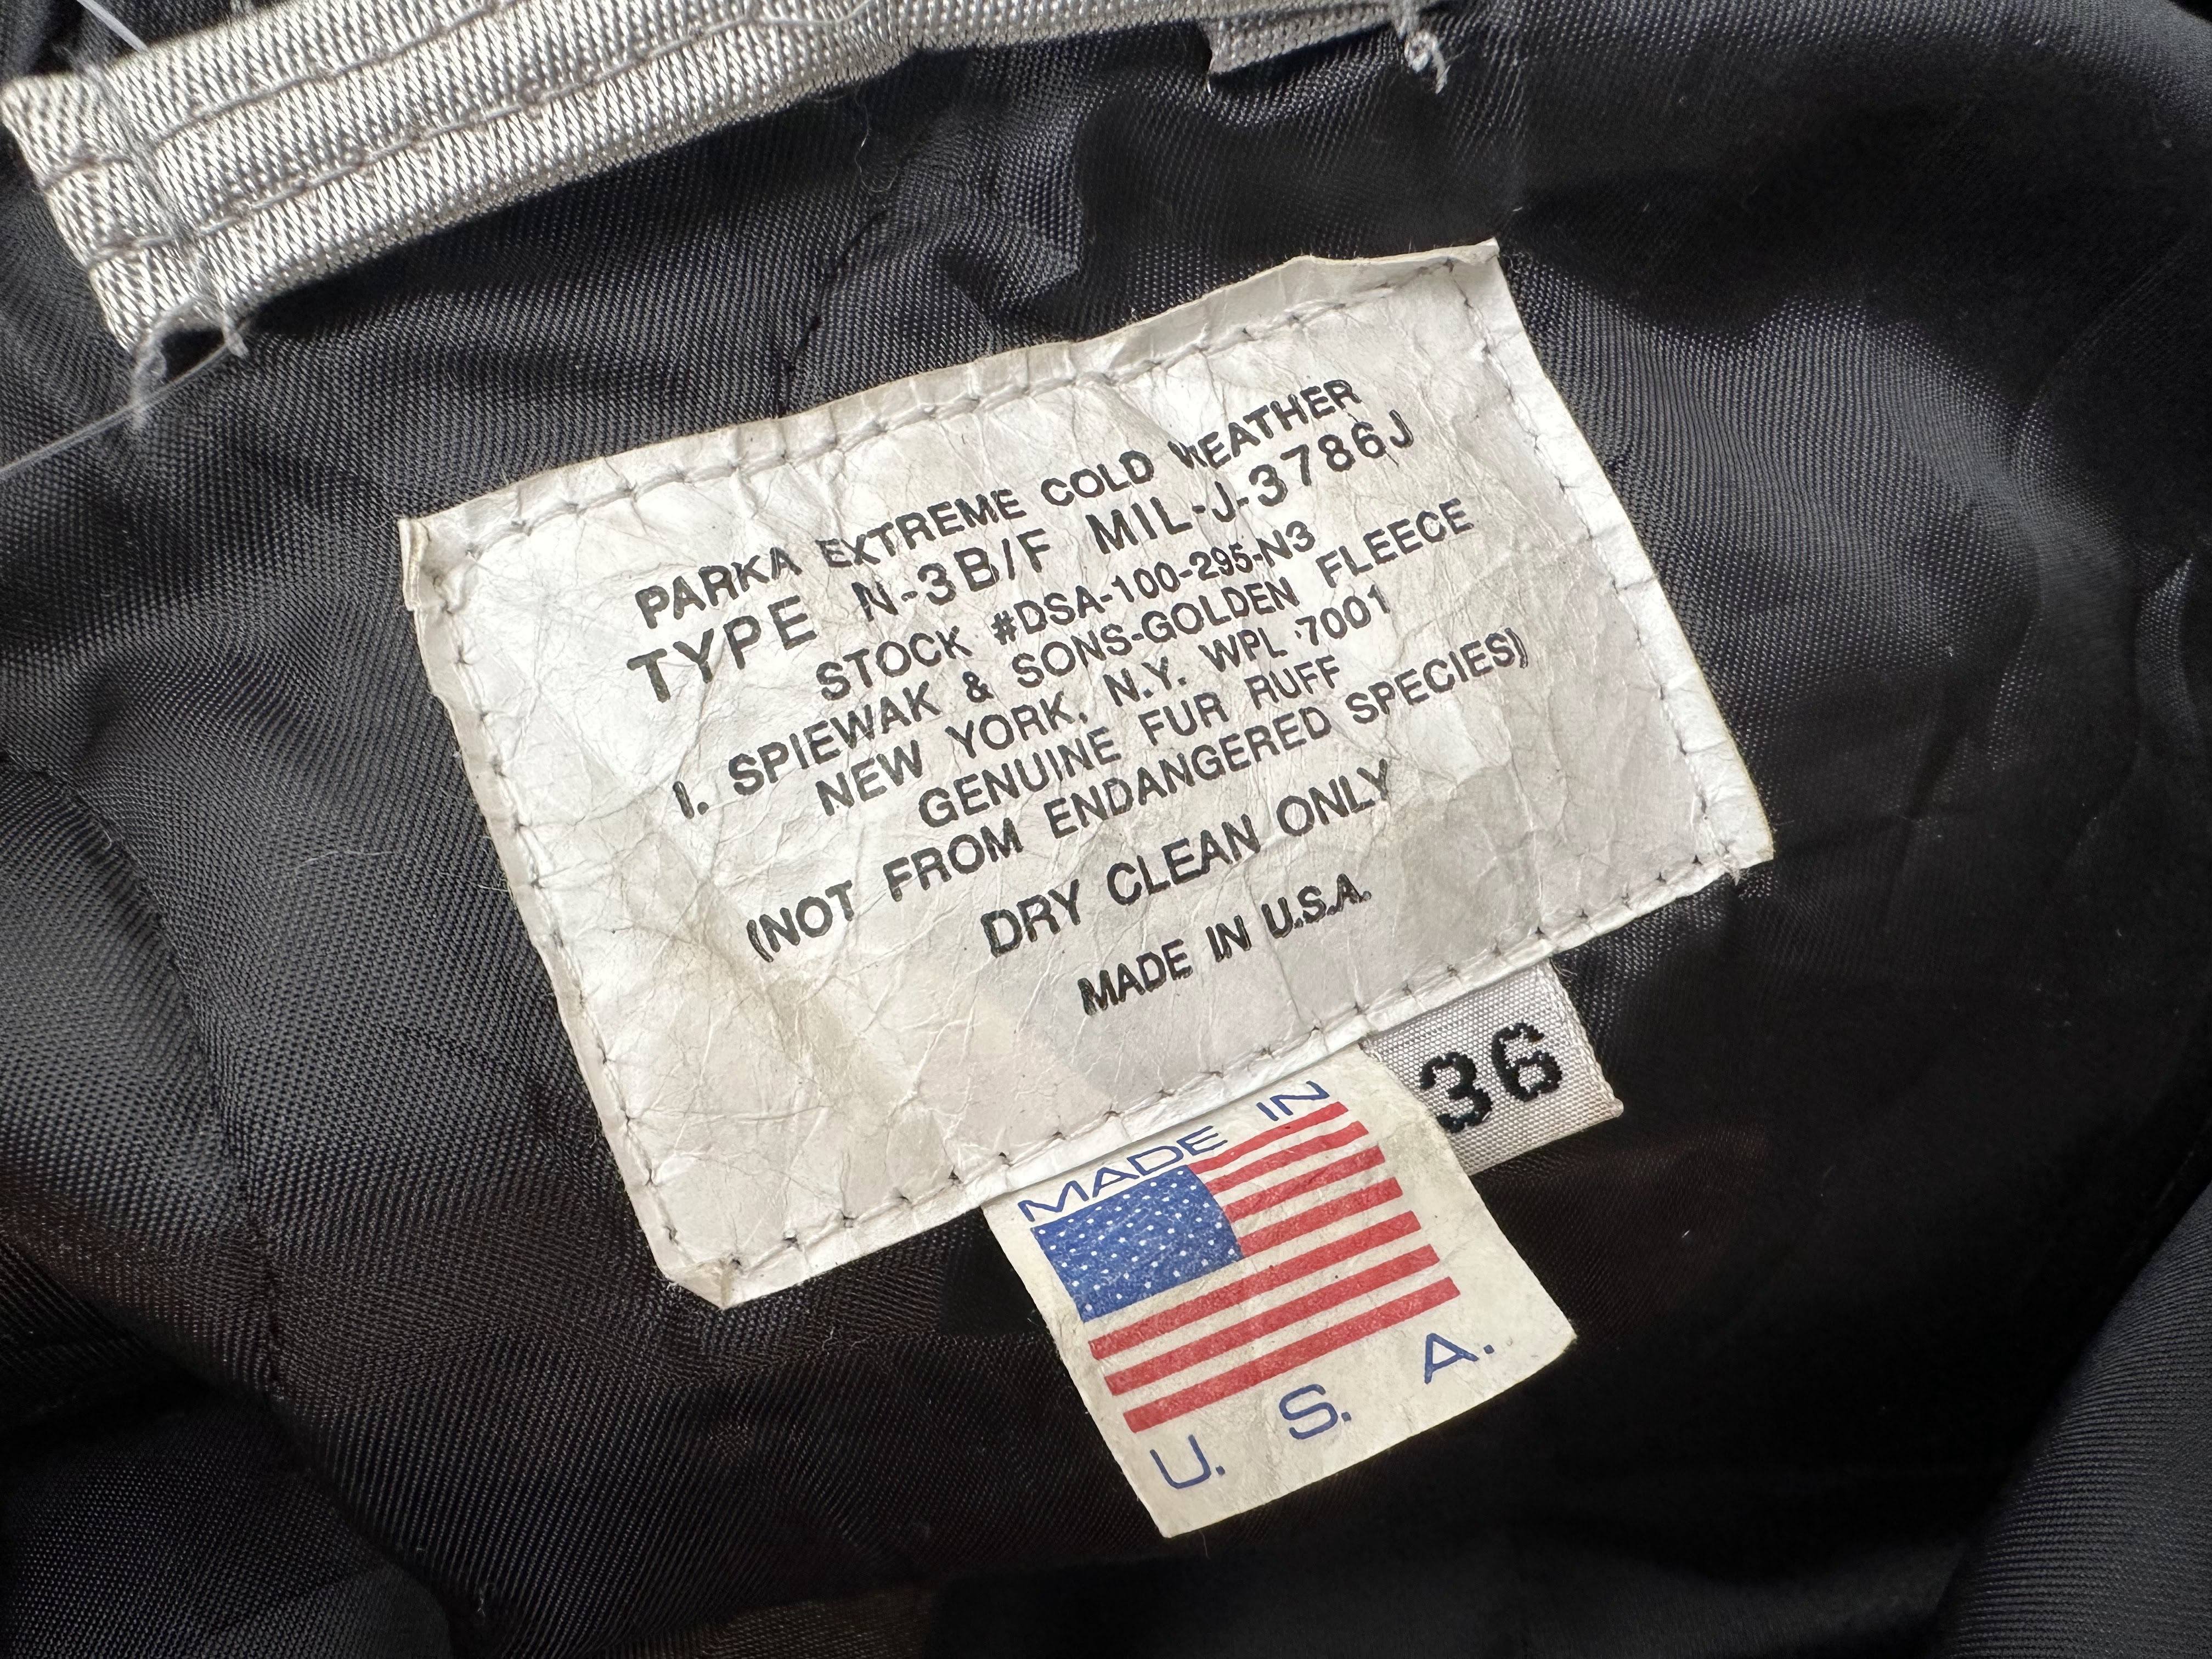 PARKA EXTREME COLD WEATHER
TYPE N-3B/F MIL-J-3786J
STOCK #DSA-100-295-N3
I. SPIEWAK & SONS-GOLDEN FLEECE
NEW YORK, N.Y. WPL 7001
GENUINE FUR RUFF
(NOT FROM ENDANGERED SPECIES)
DRY CLEAN ONLY
MADE IN U.S.A.
36
MADE IN
U. S. A.